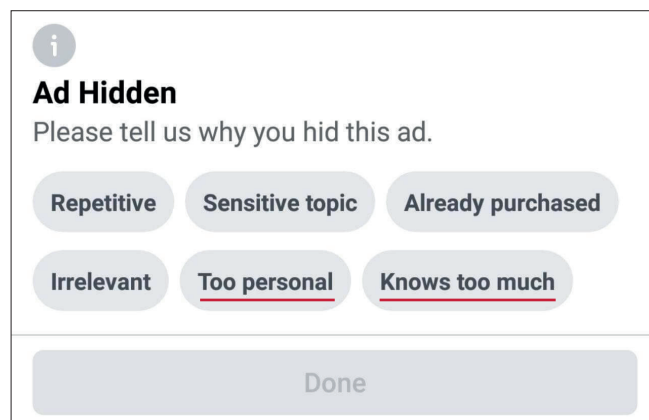 Ad Hidden
Please tell us why you hid this ad.
Repetitive Sensitive topic Already purchased
Irrelevant Too personal Knows too much
Done